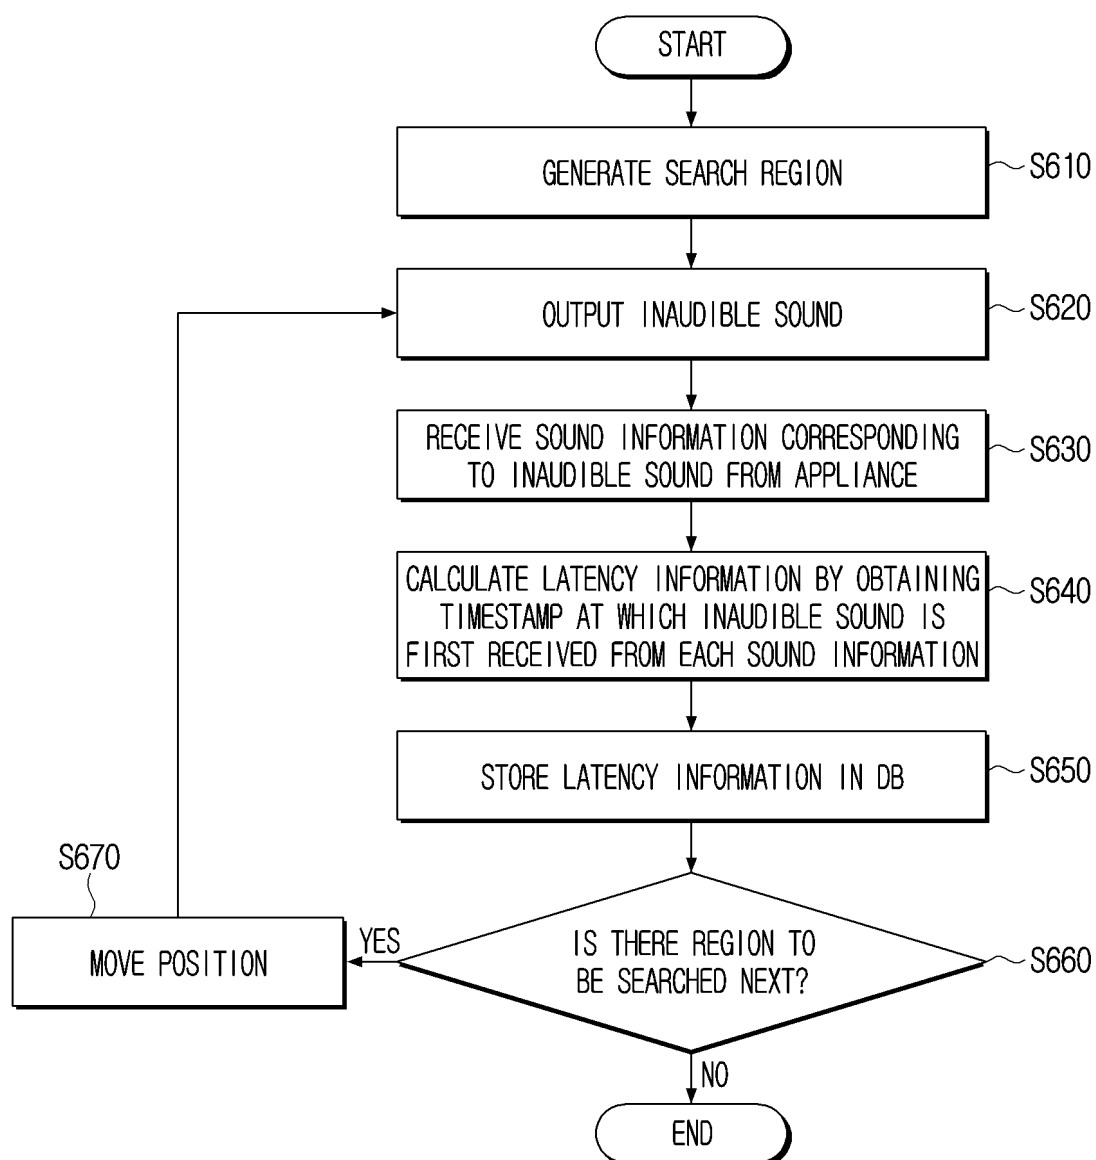 START
GENERATE SEARCH REGION
S610
OUTPUT INAUDIBLE SOUND
S620
RECEIVE SOUND INFORMATION CORRESPONDING
TO INAUDIBLE SOUND FROM APPLIANCE
S630
CALCULATE LATENCY INFORMATION BY OBTAINING
TIMESTAMP AT WHICH INAUDIBLE SOUND IS
FIRST RECEIVED FROM EACH SOUND INFORMATION
S640
STORE LATENCY INFORMATION IN DB
S650
IS THERE REGION TO
BE SEARCHED NEXT?
S660
YES
S670
MOVE POSITION
NO
END